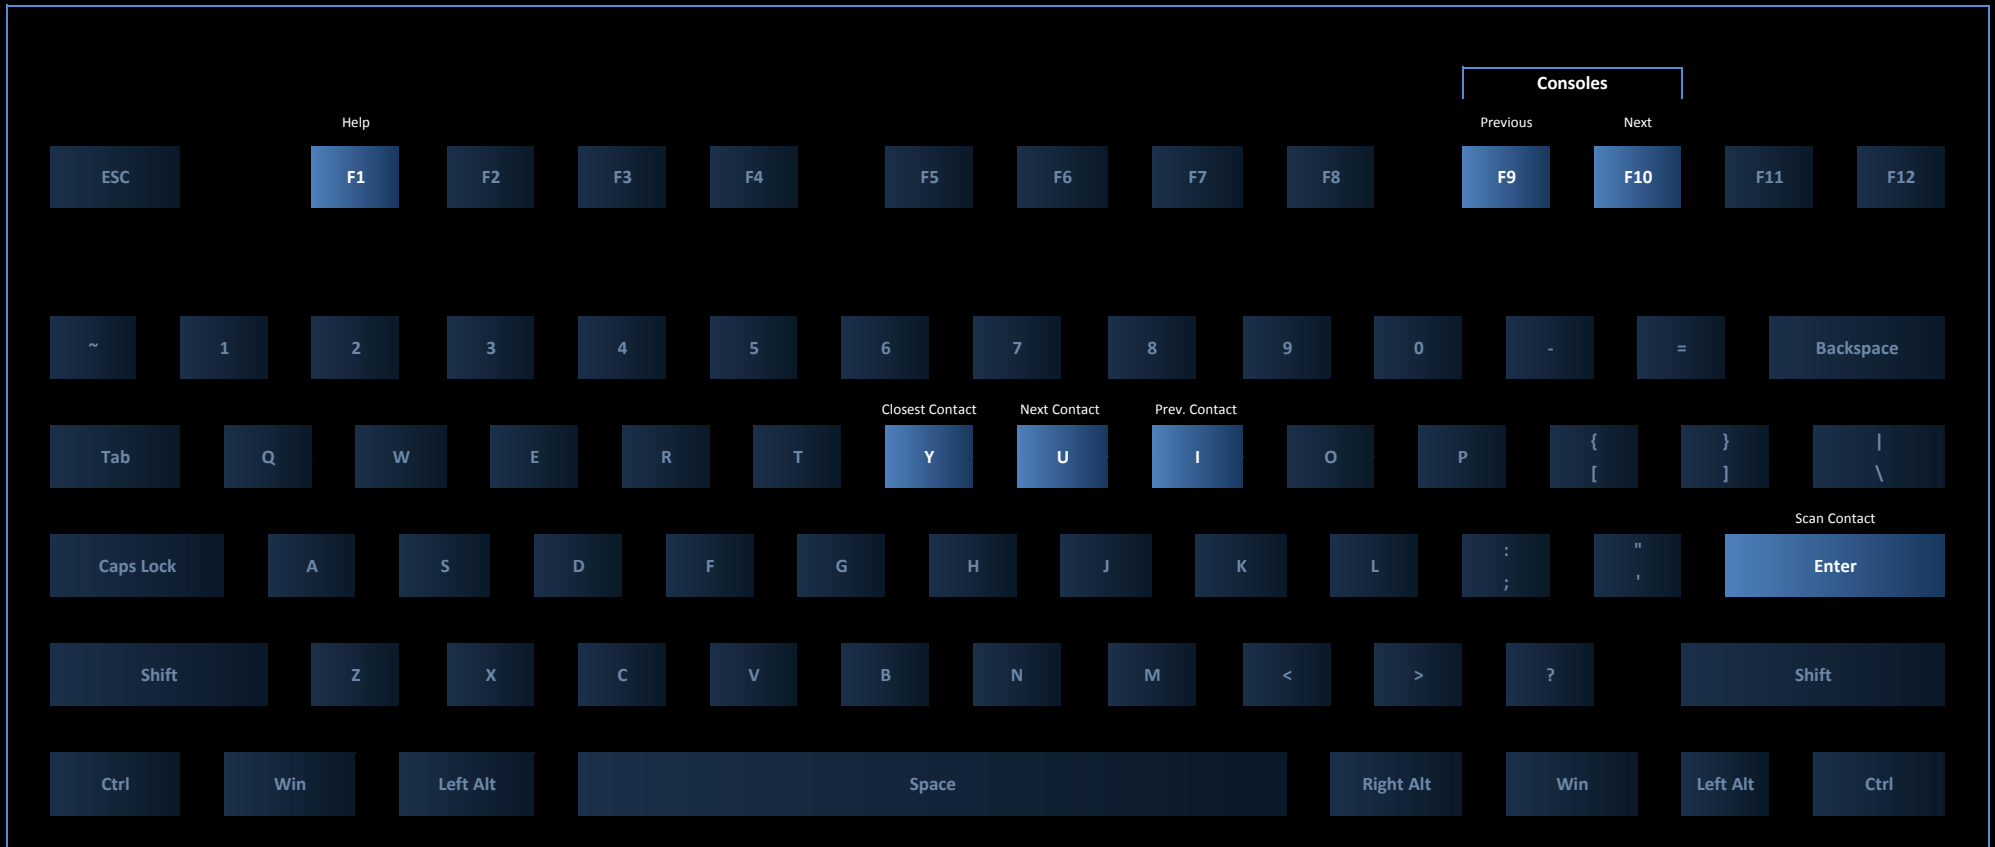 Consoles
Help Previous Next
ESC F1 F2 F3 F4 F5 F6 F7 F8 F9 F10 F11 F12
~ 1 2 3 4 5 6 7 8 9 0 - = Backspace
Closest Contact Next Contact Prev. Contact
Tab Q W E R T Y U I O P { [ } ] | \
Scan Contact
Caps Lock A S D F G H J K L : ; " ' Enter
Shift Z X C V B N M < > ? Shift
Ctrl Win Left Alt Space Right Alt Win Left Alt Ctrl